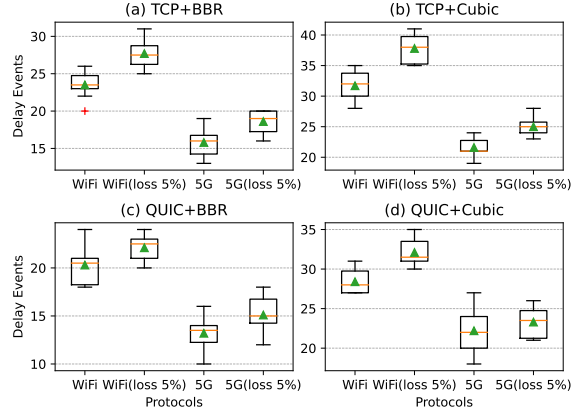 (a) TCP+BBR
(b) TCP+Cubic
Delay Events
30
25
20
15
40
35
30
25
20
WiFi WiFi(loss 5%) 5G 5G(loss 5%)
WiFi WiFi(loss 5%) 5G 5G(loss 5%)
(c) QUIC+BBR
(d) QUIC+Cubic
Delay Events
20
15
10
35
30
25
20
WiFi WiFi(loss 5%) 5G 5G(loss 5%)
WiFi WiFi(loss 5%) 5G 5G(loss 5%)
Protocols
Protocols